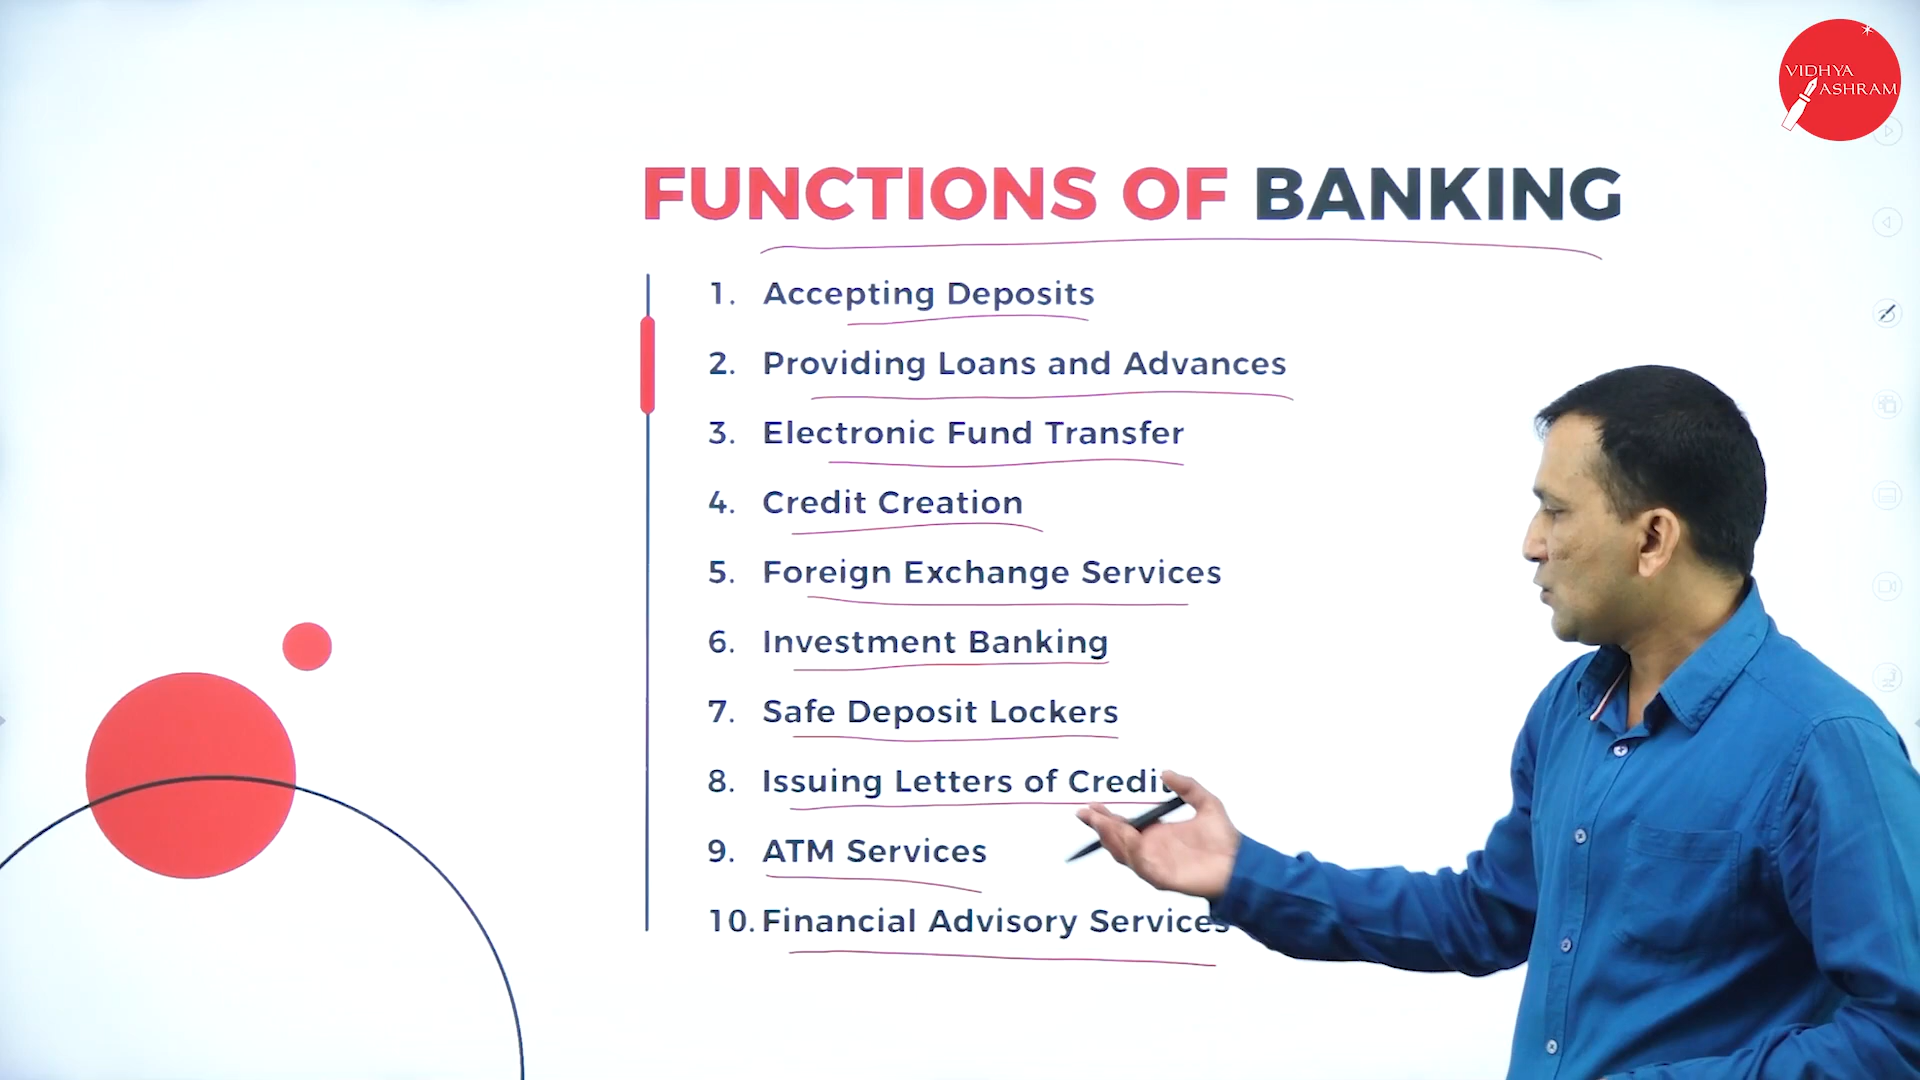 VIDHYA
ASHRAM
FUNCTIONS OF BANKING
1. Accepting Deposits
2. Providing Loans and Advances
3. Electronic Fund Transfer
4. Credit Creation
5. Foreign Exchange Services
6. Investment Banking
7. Safe Deposit Lockers
8. Issuing Letters of Credit
9. ATM Services
10. Financial Advisory Services